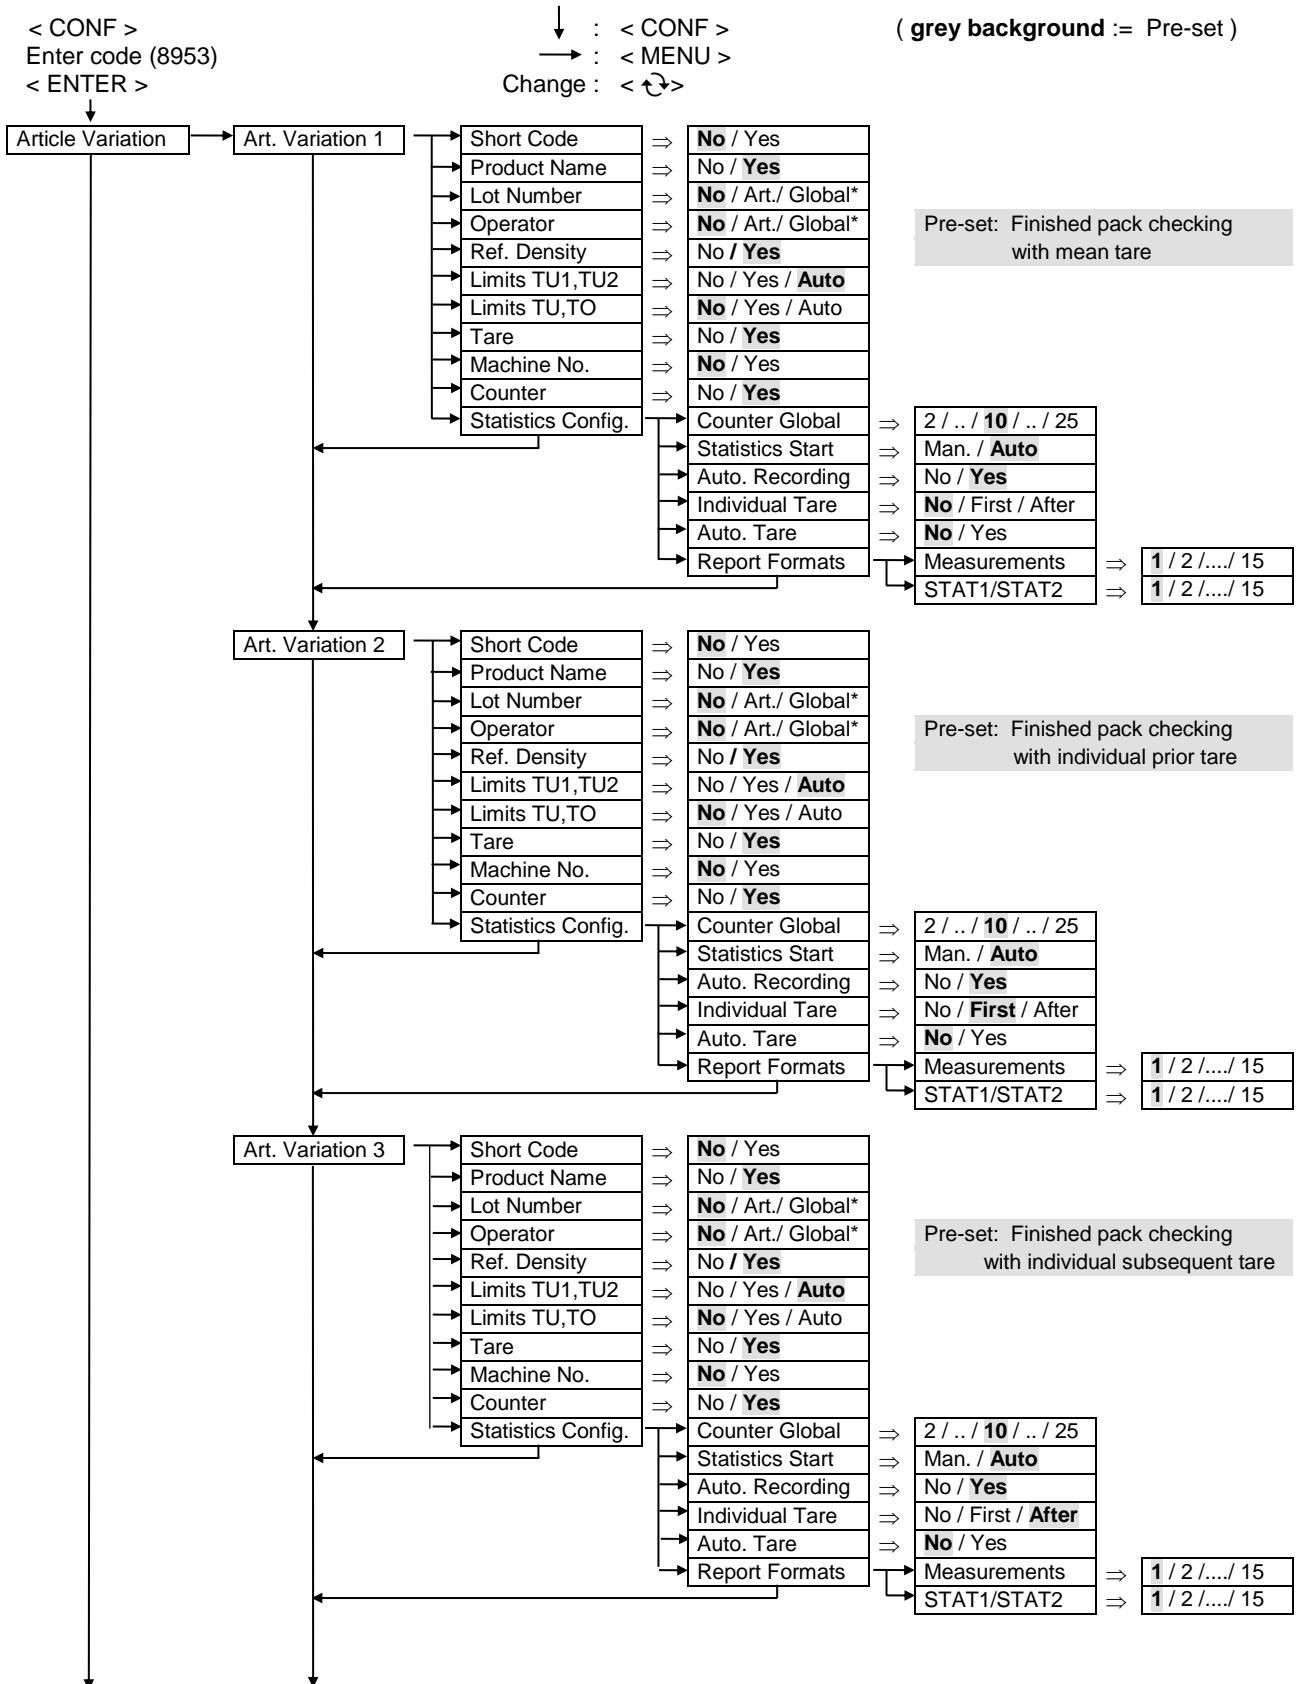 < CONF >
Enter code (8953)
< ENTER >
: < CONF >
: < MENU >
Change : < >
( grey background := Pre-set )
Article Variation
Art. Variation 1
Short Code ⇒ No / Yes
Product Name ⇒ No / Yes
Lot Number ⇒ No / Art./ Global*
Operator ⇒ No / Art./ Global*
Ref. Density ⇒ No / Yes
Limits TU1,TU2 ⇒ No / Yes / Auto
Limits TU,TO ⇒ No / Yes / Auto
Tare ⇒ No / Yes
Machine No. ⇒ No / Yes
Counter ⇒ No / Yes
Statistics Config.
Counter Global ⇒ 2 / .. / 10 / .. / 25
Statistics Start ⇒ Man. / Auto
Auto. Recording ⇒ No / Yes
Individual Tare ⇒ No / First / After
Auto. Tare ⇒ No / Yes
Report Formats
Measurements ⇒ 1 / 2 /..../ 15
STAT1/STAT2 ⇒ 1 / 2 /..../ 15
Pre-set: Finished pack checking
with mean tare
Art. Variation 2
Short Code ⇒ No / Yes
Product Name ⇒ No / Yes
Lot Number ⇒ No / Art./ Global*
Operator ⇒ No / Art./ Global*
Ref. Density ⇒ No / Yes
Limits TU1,TU2 ⇒ No / Yes / Auto
Limits TU,TO ⇒ No / Yes / Auto
Tare ⇒ No / Yes
Machine No. ⇒ No / Yes
Counter ⇒ No / Yes
Statistics Config.
Counter Global ⇒ 2 / .. / 10 / .. / 25
Statistics Start ⇒ Man. / Auto
Auto. Recording ⇒ No / Yes
Individual Tare ⇒ No / First / After
Auto. Tare ⇒ No / Yes
Report Formats
Measurements ⇒ 1 / 2 /..../ 15
STAT1/STAT2 ⇒ 1 / 2 /..../ 15
Pre-set: Finished pack checking
with individual prior tare
Art. Variation 3
Short Code ⇒ No / Yes
Product Name ⇒ No / Yes
Lot Number ⇒ No / Art./ Global*
Operator ⇒ No / Art./ Global*
Ref. Density ⇒ No / Yes
Limits TU1,TU2 ⇒ No / Yes / Auto
Limits TU,TO ⇒ No / Yes / Auto
Tare ⇒ No / Yes
Machine No. ⇒ No / Yes
Counter ⇒ No / Yes
Statistics Config.
Counter Global ⇒ 2 / .. / 10 / .. / 25
Statistics Start ⇒ Man. / Auto
Auto. Recording ⇒ No / Yes
Individual Tare ⇒ No / First / After
Auto. Tare ⇒ No / Yes
Report Formats
Measurements ⇒ 1 / 2 /..../ 15
STAT1/STAT2 ⇒ 1 / 2 /..../ 15
Pre-set: Finished pack checking
with individual subsequent tare